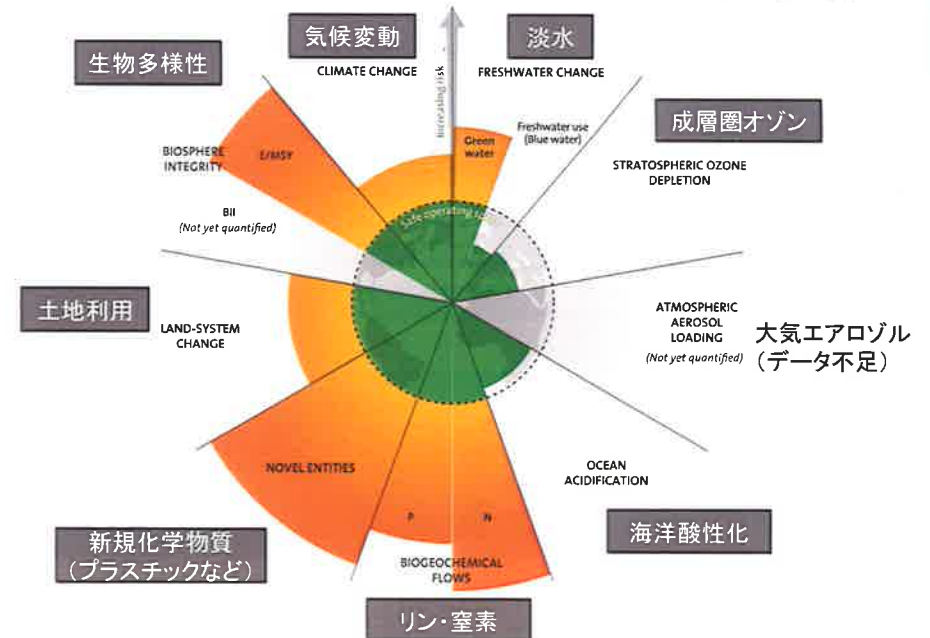 気候変動
淡水
生物多様性
CLIMATE CHANGE
FRESHWATER CHANGE
Increasing risk
成層圏オゾン
Freshwater use
(Blue water)
Green
water
BIOSPHERE
INTEGRITY
E/MSY
STRATOSPHERIC OZONE
DEPLETION
BII
(Not yet quantified)
Safe operating
土地利用
LAND-SYSTEM
CHANGE
ATMOSPHERIC
AEROSOL
LOADING
(Not yet quantified)
大気エアロゾル
(データ不足)
NOVEL ENTITIES
OCEAN
ACIDIFICATION
P
N
新規化学物質
(プラスチックなど)
海洋酸性化
BIOGEOCHEMICAL
FLOWS
リン・窒素